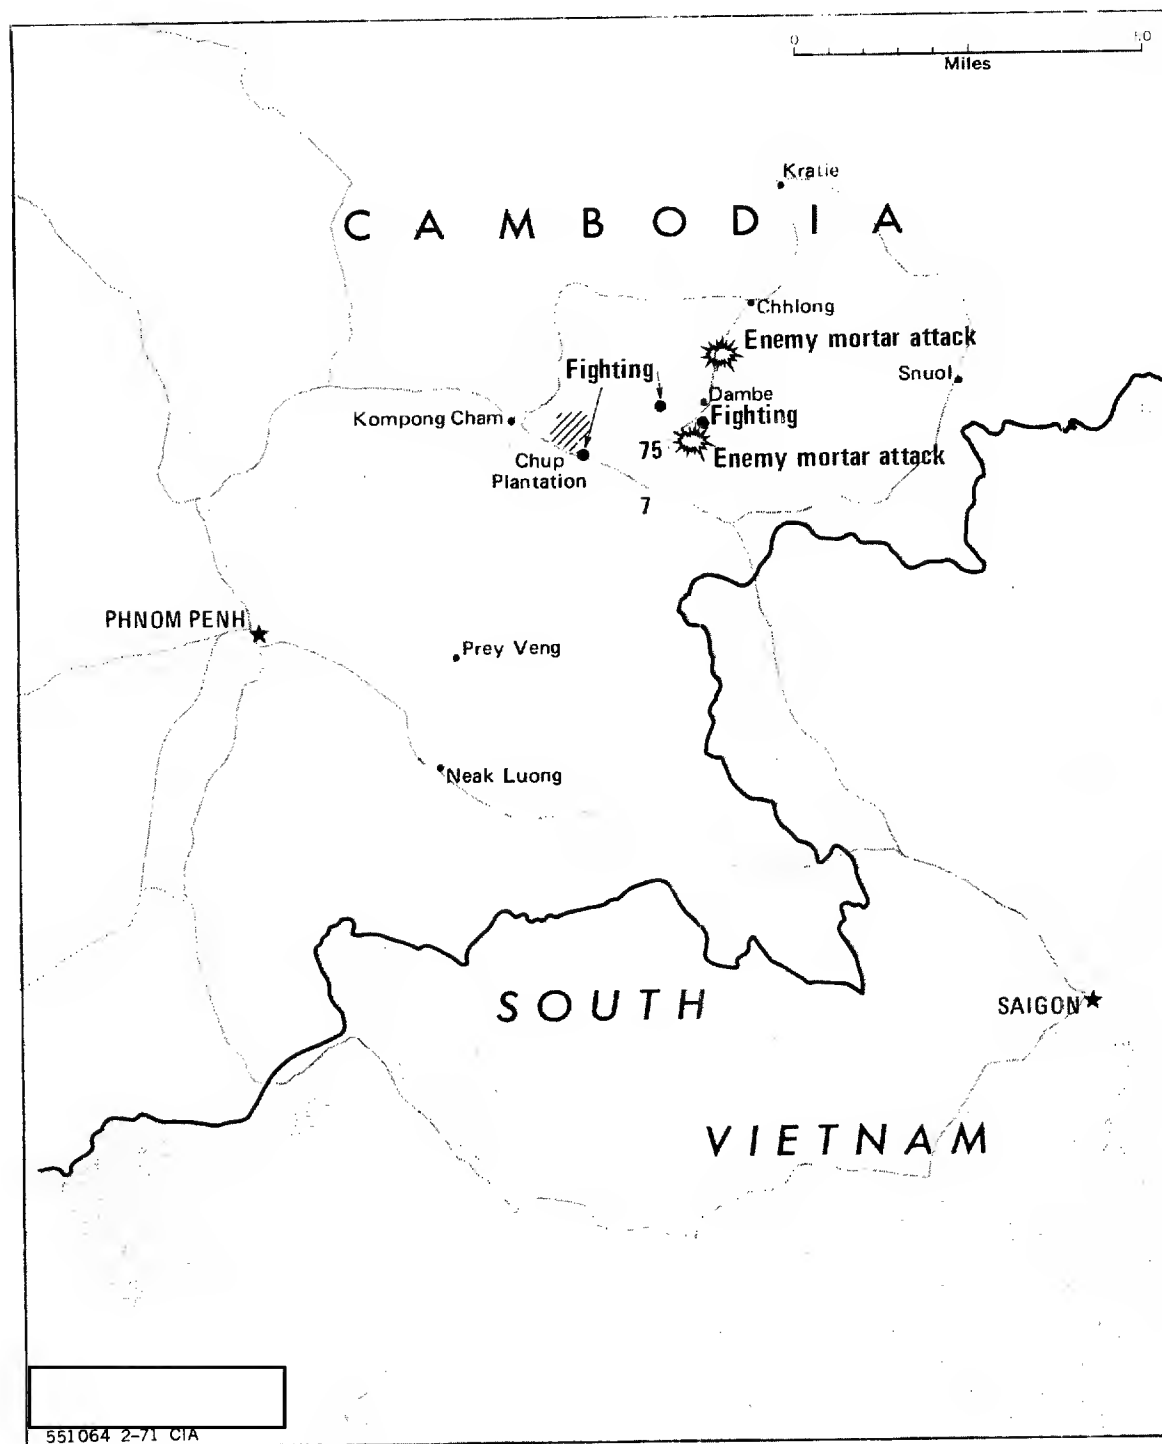 0 50
Miles
Kratie
CAMBODIA
Chhlong
Enemy mortar attack
Fighting
Snuol
Dambe
Kompong Cham
Fighting
75
Enemy mortar attack
Chup
Plantation
7
PHNOM PENH
Prey Veng
Neak Luong
SOUTH
SAIGON
VIETNAM
551064 2-71 CIA